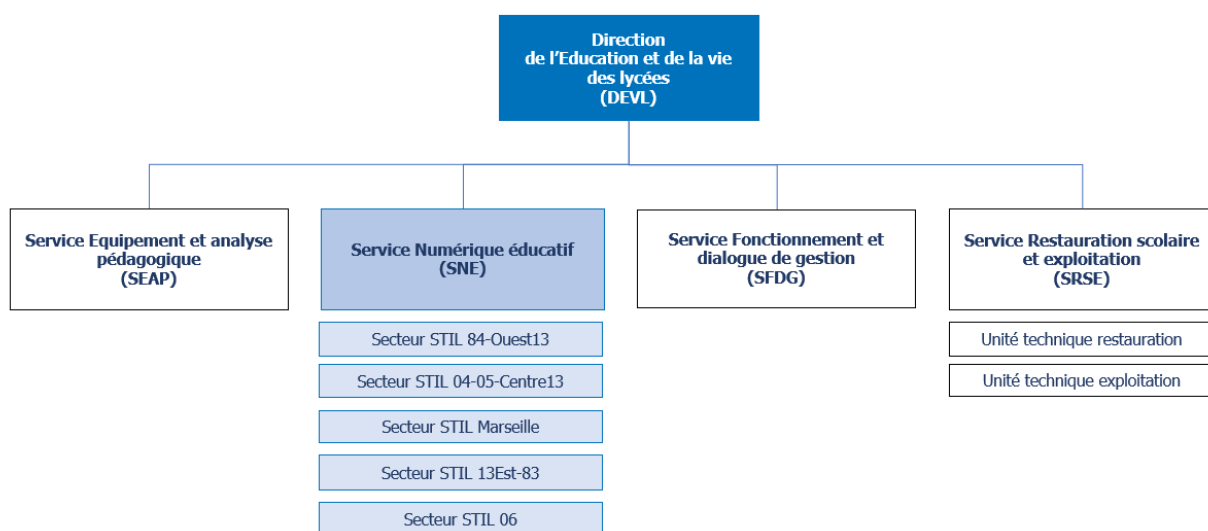 Direction
de l'Education et de la vie
des lycées
(DEVL)
Service Equipement et analyse
pédagogique
(SEAP)
Service Numérique éducatif
(SNE)
Service Fonctionnement et
dialogue de gestion
(SFDG)
Service Restauration scolaire
et exploitation
(SRSE)
Secteur STIL 84-Ouest13
Secteur STIL 04-05-Centre13
Secteur STIL Marseille
Secteur STIL 13Est-83
Secteur STIL 06
Unité technique restauration
Unité technique exploitation